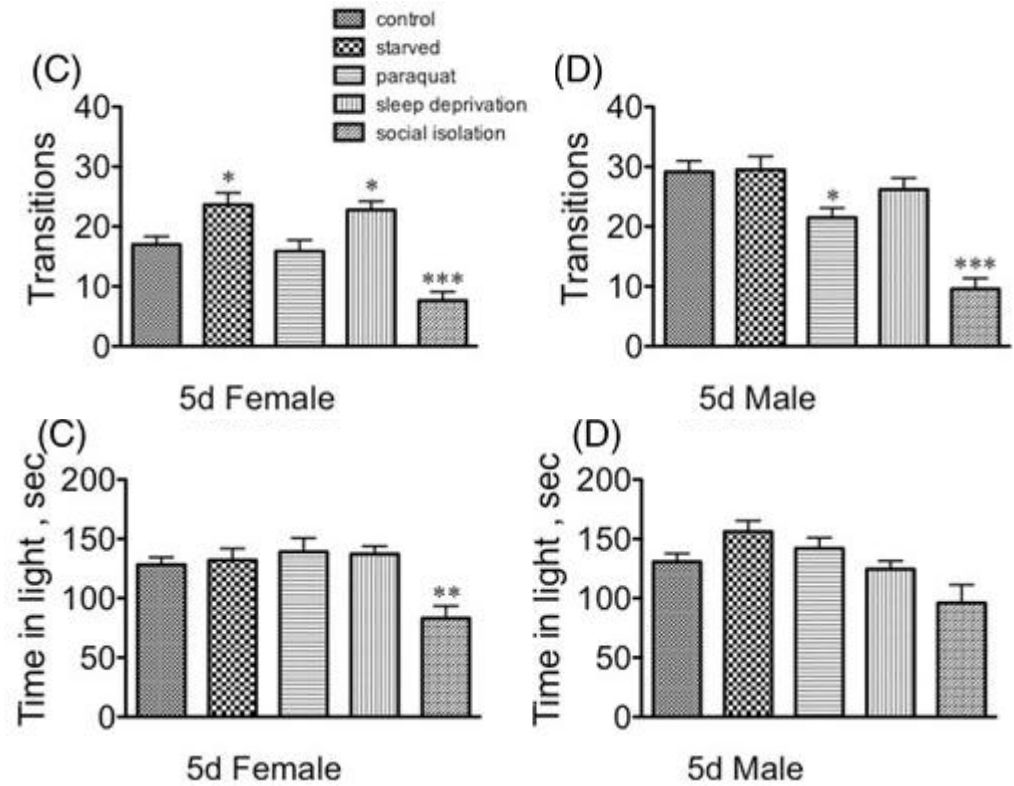 control
starved
paraquat
sleep deprivation
social isolation
(C)
(D)
Transitions
40
30
20
10
0
*
*
***
5d Female
Transitions
40
30
20
10
0
*
***
5d Male
(C)
(D)
Time in light , sec
200
150
100
50
0
**
5d Female
Time in light , sec
200
150
100
50
0
5d Male